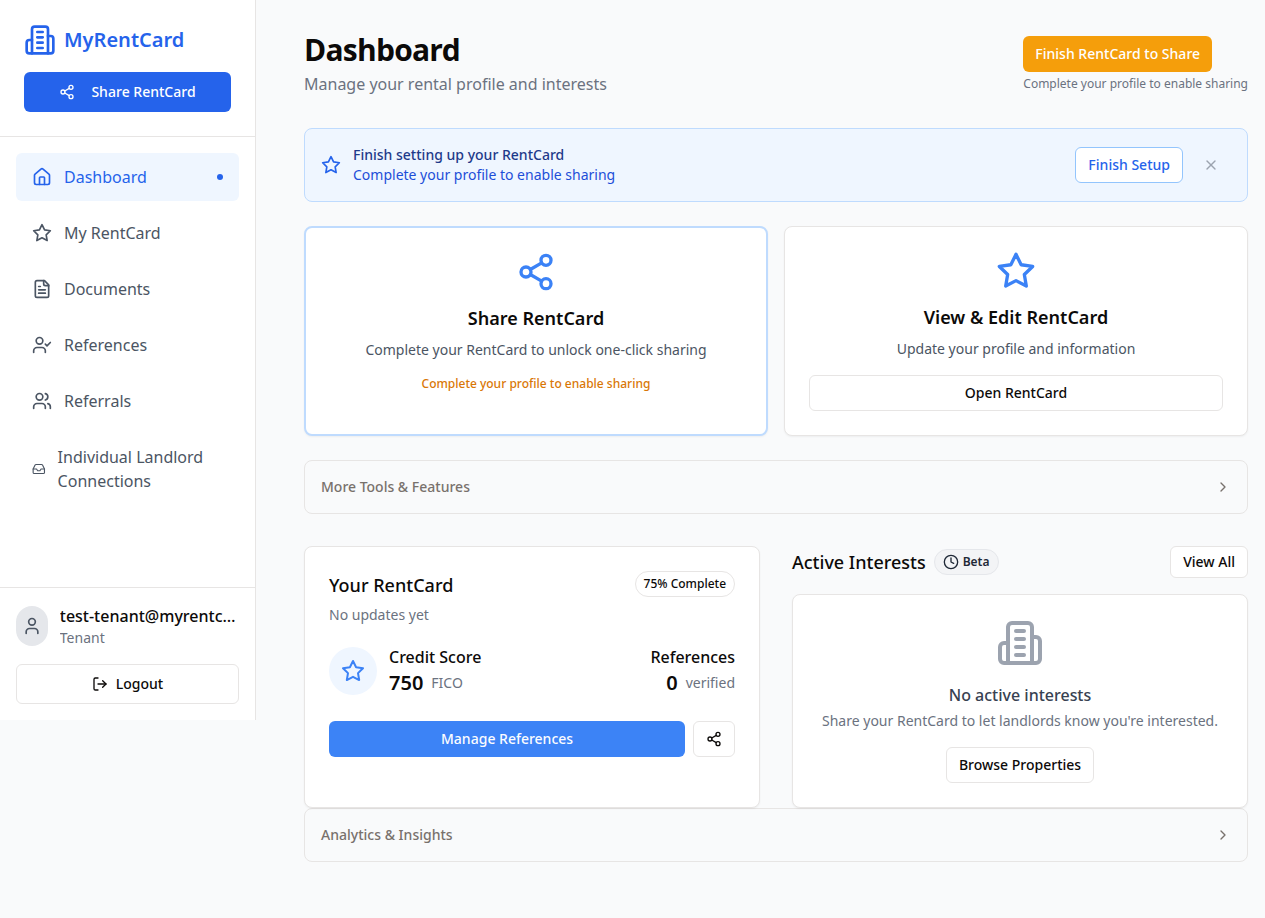 MyRentCard
Share RentCard
Dashboard
My RentCard
Documents
References
Referrals
Individual Landlord
Connections
test-tenant@myrentc...
Tenant
Logout
Dashboard
Manage your rental profile and interests
Finish RentCard to Share
Complete your profile to enable sharing
Finish setting up your RentCard
Complete your profile to enable sharing
Finish Setup
Share RentCard
Complete your RentCard to unlock one-click sharing
Complete your profile to enable sharing
View & Edit RentCard
Update your profile and information
Open RentCard
More Tools & Features
Your RentCard
75% Complete
No updates yet
Credit Score
750 FICO
References
0 verified
Manage References
Active Interests
Beta
View All
No active interests
Share your RentCard to let landlords know you're interested.
Browse Properties
Analytics & Insights